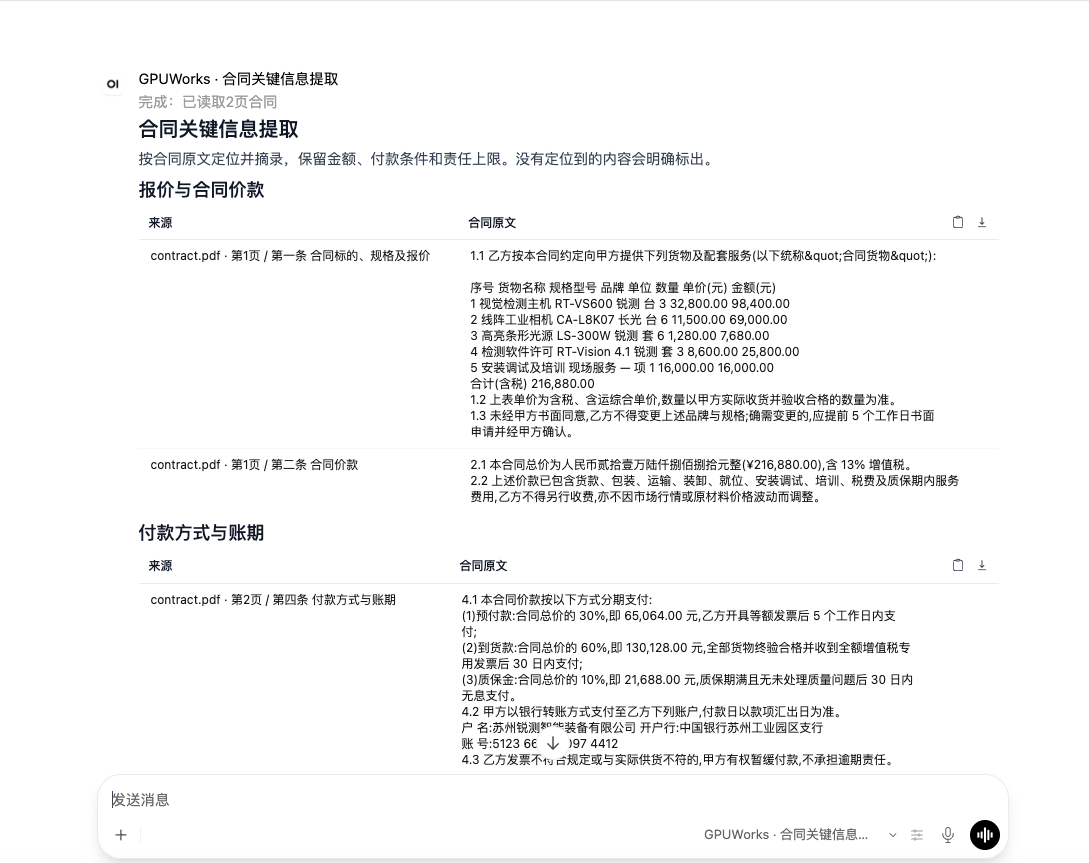 OI
GPUWorks · 合同关键信息提取
完成：已读取2页合同
合同关键信息提取
按合同原文定位并摘录，保留金额、付款条件和责任上限。没有定位到的内容会明确标出。
报价与合同价款
来源 合同原文
contract.pdf · 第1页 / 第一条 合同标的、规格及报价
1.1 乙方按本合同约定向甲方提供下列货物及配套服务(以下统称&quot;合同货物&quot;):
序号 货物名称 规格型号 品牌 单位 数量 单价(元) 金额(元)
1 视觉检测主机 RT-VS600 锐测 台 3 32,800.00 98,400.00
2 线阵工业相机 CA-L8K07 长光 台 6 11,500.00 69,000.00
3 高亮条形光源 LS-300W 锐测 套 6 1,280.00 7,680.00
4 检测软件许可 RT-Vision 4.1 锐测 套 3 8,600.00 25,800.00
5 安装调试及培训 现场服务 — 项 1 16,000.00 16,000.00
合计(含税) 216,880.00
1.2 上表单价为含税、含运综合单价,数量以甲方实际收货并验收合格的数量为准。
1.3 未经甲方书面同意,乙方不得变更上述品牌与规格;确需变更的,应提前 5 个工作日书面
申请并经甲方确认。
contract.pdf · 第1页 / 第二条 合同价款
2.1 本合同总价为人民币贰拾壹万陆仟捌佰捌拾元整(¥216,880.00),含 13% 增值税。
2.2 上述价款已包含货款、包装、运输、装卸、就位、安装调试、培训、税费及质保期内服务
费用,乙方不得另行收费,亦不因市场行情或原材料价格波动而调整。
付款方式与账期
来源 合同原文
contract.pdf · 第2页 / 第四条 付款方式与账期
4.1 本合同价款按以下方式分期支付:
(1)预付款:合同总价的 30%,即 65,064.00 元,乙方开具等额发票后 5 个工作日内支
付;
(2)到货款:合同总价的 60%,即 130,128.00 元,全部货物终验合格并收到全额增值税专
用发票后 30 日内支付;
(3)质保金:合同总价的 10%,即 21,688.00 元,质保期满且无未处理质量问题后 30 日内
无息支付。
4.2 甲方以银行转账方式支付至乙方下列账户,付款日以款项汇出日为准。
户 名:苏州锐测智能装备有限公司 开户行:中国银行苏州工业园区支行
账 号:5123 097 4412
4.3 乙方发票不符合规定或与实际供货不符的,甲方有权暂缓付款,不承担逾期责任。
发送消息
GPUWorks · 合同关键信息...